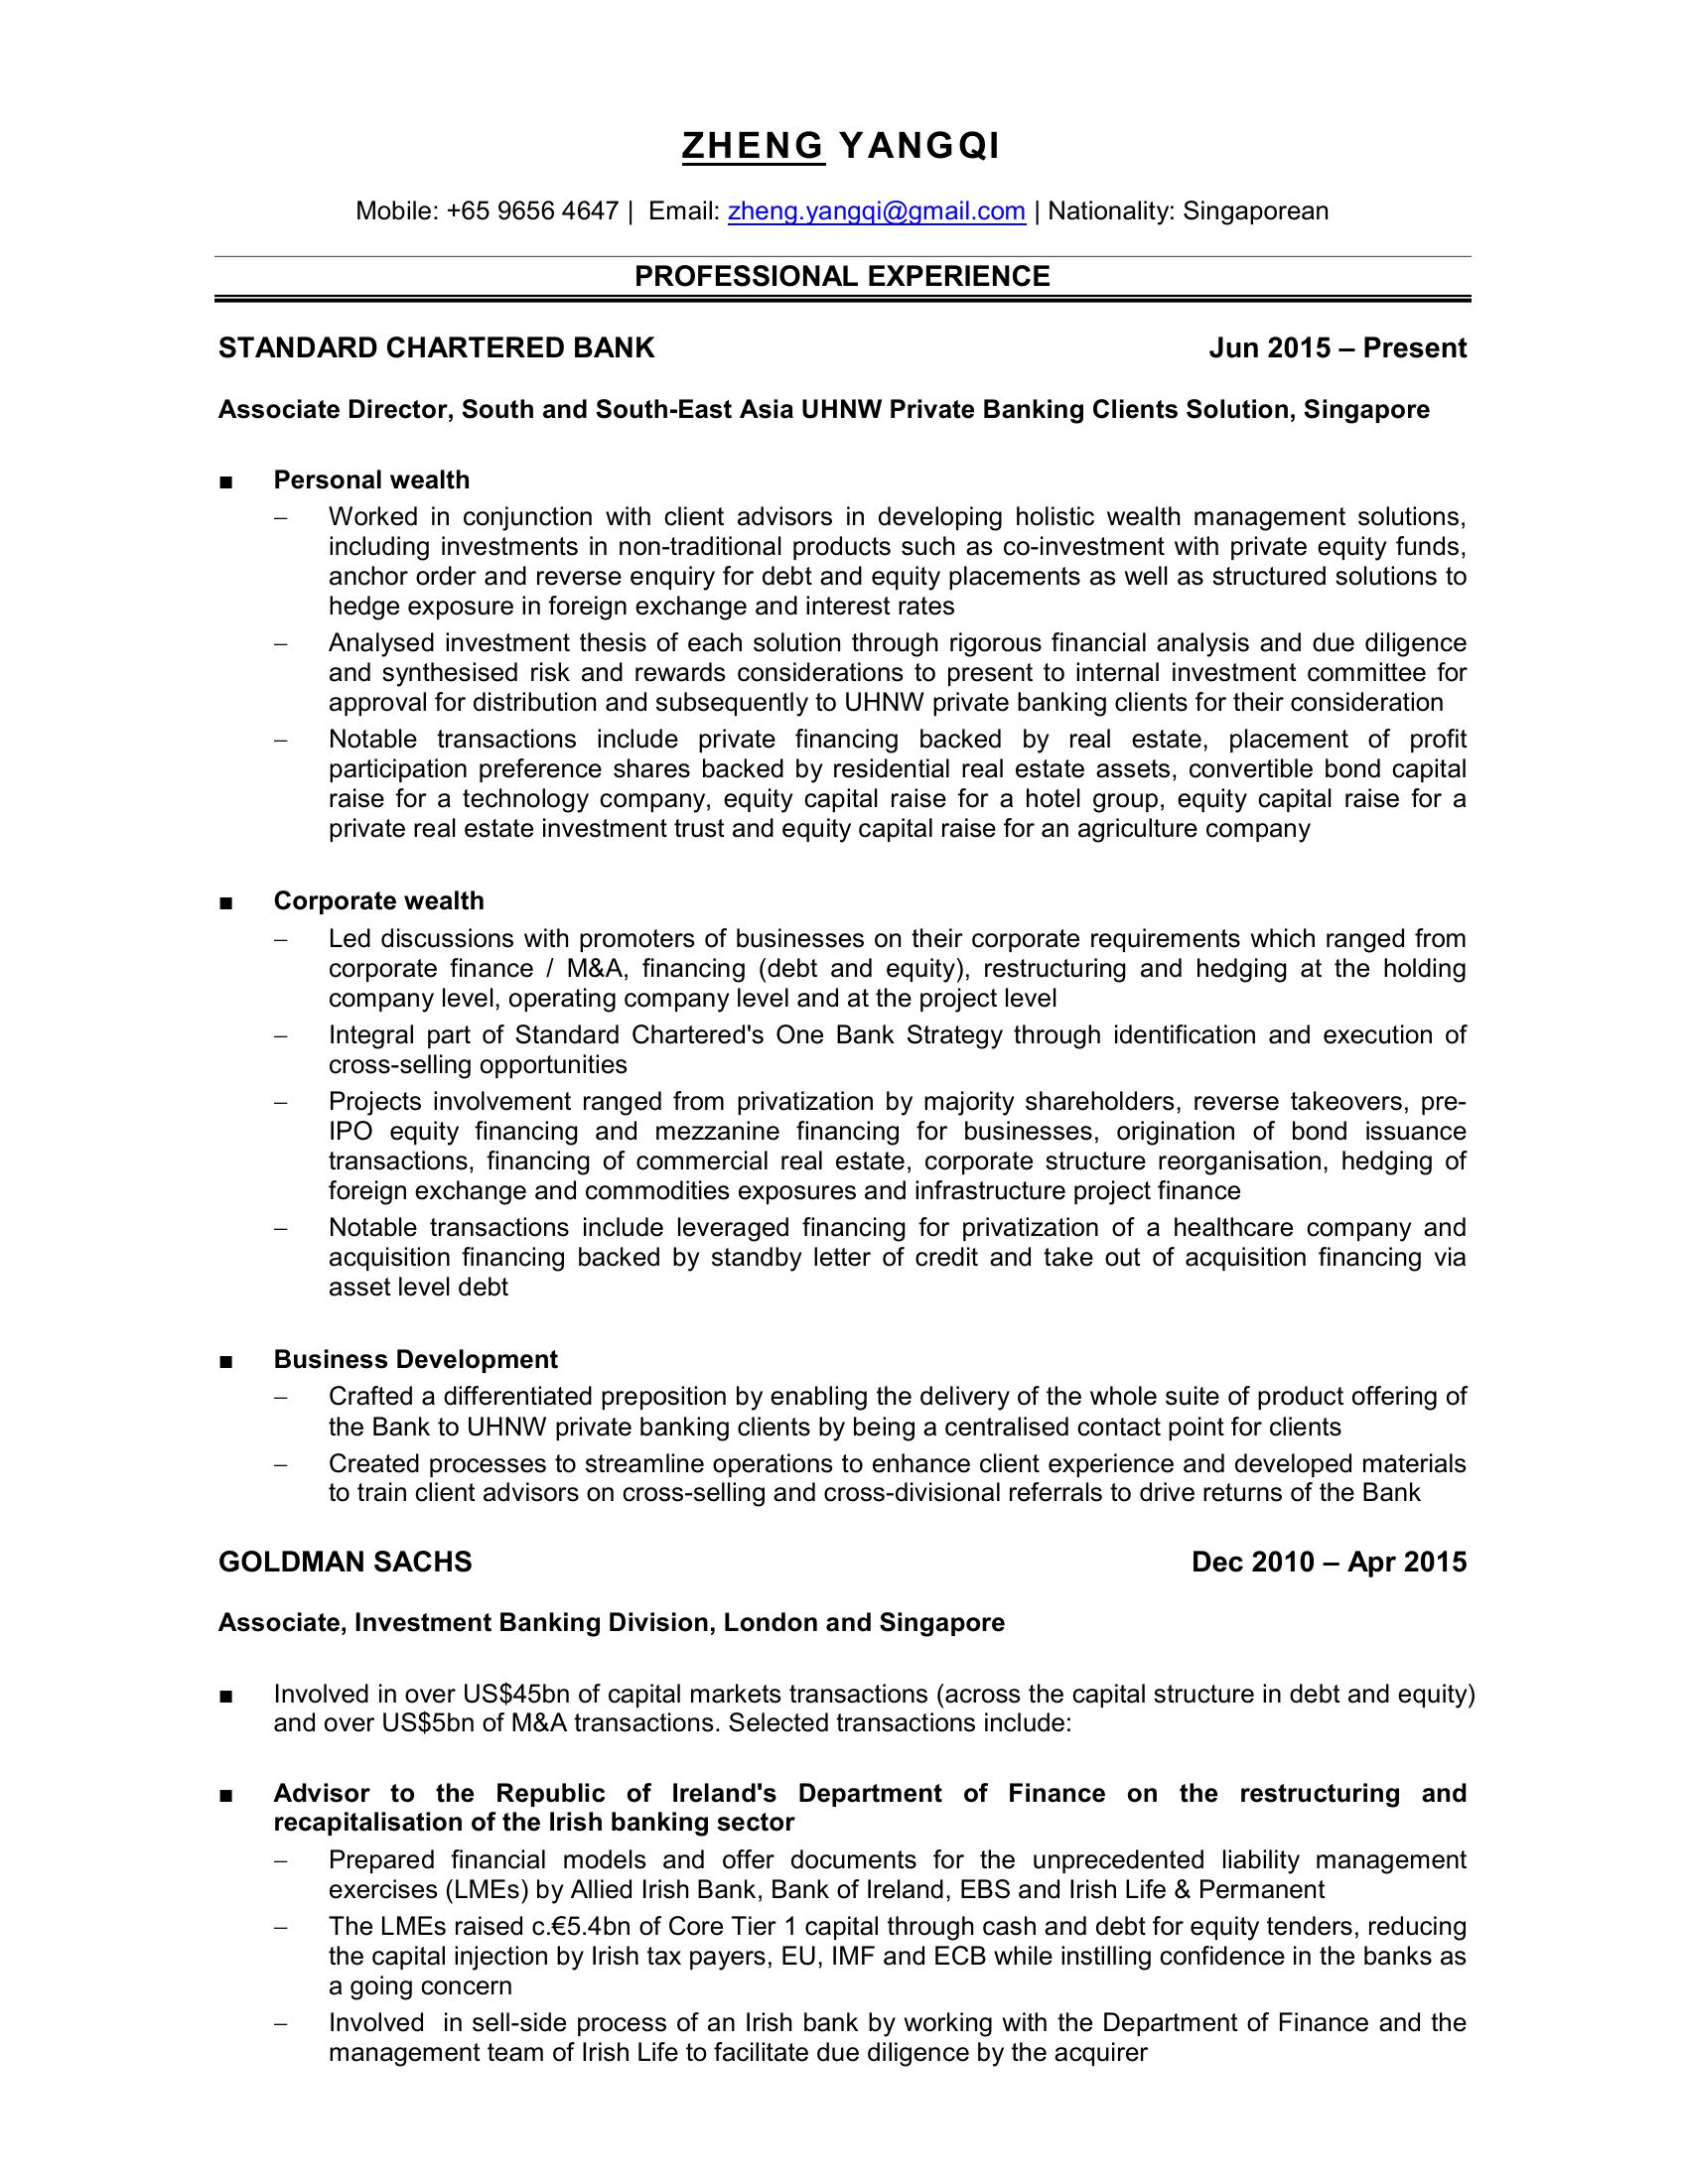 ZHENG YANGQI
Mobile: +65 9656 4647 |  Email: zheng.yangqi@gmail.com | Nationality: Singaporean
PROFESSIONAL EXPERIENCE
STANDARD CHARTERED BANK Jun 2015 – Present
Associate Director, South and South-East Asia UHNW Private Banking Clients Solution, Singapore
■ Personal wealth
– Worked in conjunction with client advisors in developing holistic wealth management solutions,
including investments in non-traditional products such as co-investment with private equity funds,
anchor order and reverse enquiry for debt and equity placements as well as structured solutions to
hedge exposure in foreign exchange and interest rates
– Analysed investment thesis of each solution through rigorous financial analysis and due diligence
and synthesised risk and rewards considerations to present to internal investment committee for
approval for distribution and subsequently to UHNW private banking clients for their consideration
– Notable transactions include private financing backed by real estate, placement of profit
participation preference shares backed by residential real estate assets, convertible bond capital
raise for a technology company, equity capital raise for a hotel group, equity capital raise for a
private real estate investment trust and equity capital raise for an agriculture company
■ Corporate wealth
– Led discussions with promoters of businesses on their corporate requirements which ranged from
corporate finance / M&A, financing (debt and equity), restructuring and hedging at the holding
company level, operating company level and at the project level
– Integral part of Standard Chartered's One Bank Strategy through identification and execution of
cross-selling opportunities
– Projects involvement ranged from privatization by majority shareholders, reverse takeovers, pre-
IPO equity financing and mezzanine financing for businesses, origination of bond issuance
transactions, financing of commercial real estate, corporate structure reorganisation, hedging of
foreign exchange and commodities exposures and infrastructure project finance
– Notable transactions include leveraged financing for privatization of a healthcare company and
acquisition financing backed by standby letter of credit and take out of acquisition financing via
asset level debt
■ Business Development
– Crafted a differentiated preposition by enabling the delivery of the whole suite of product offering of
the Bank to UHNW private banking clients by being a centralised contact point for clients
– Created processes to streamline operations to enhance client experience and developed materials
to train client advisors on cross-selling and cross-divisional referrals to drive returns of the Bank
GOLDMAN SACHS Dec 2010 – Apr 2015
Associate, Investment Banking Division, London and Singapore
■ Involved in over US$45bn of capital markets transactions (across the capital structure in debt and equity)
and over US$5bn of M&A transactions. Selected transactions include:
■ Advisor to the Republic of Ireland's Department of Finance on the restructuring and
recapitalisation of the Irish banking sector
– Prepared financial models and offer documents for the unprecedented liability management
exercises (LMEs) by Allied Irish Bank, Bank of Ireland, EBS and Irish Life & Permanent
– The LMEs raised c.€5.4bn of Core Tier 1 capital through cash and debt for equity tenders, reducing
the capital injection by Irish tax payers, EU, IMF and ECB while instilling confidence in the banks as
a going concern
– Involved  in sell-side process of an Irish bank by working with the Department of Finance and the
management team of Irish Life to facilitate due diligence by the acquirer